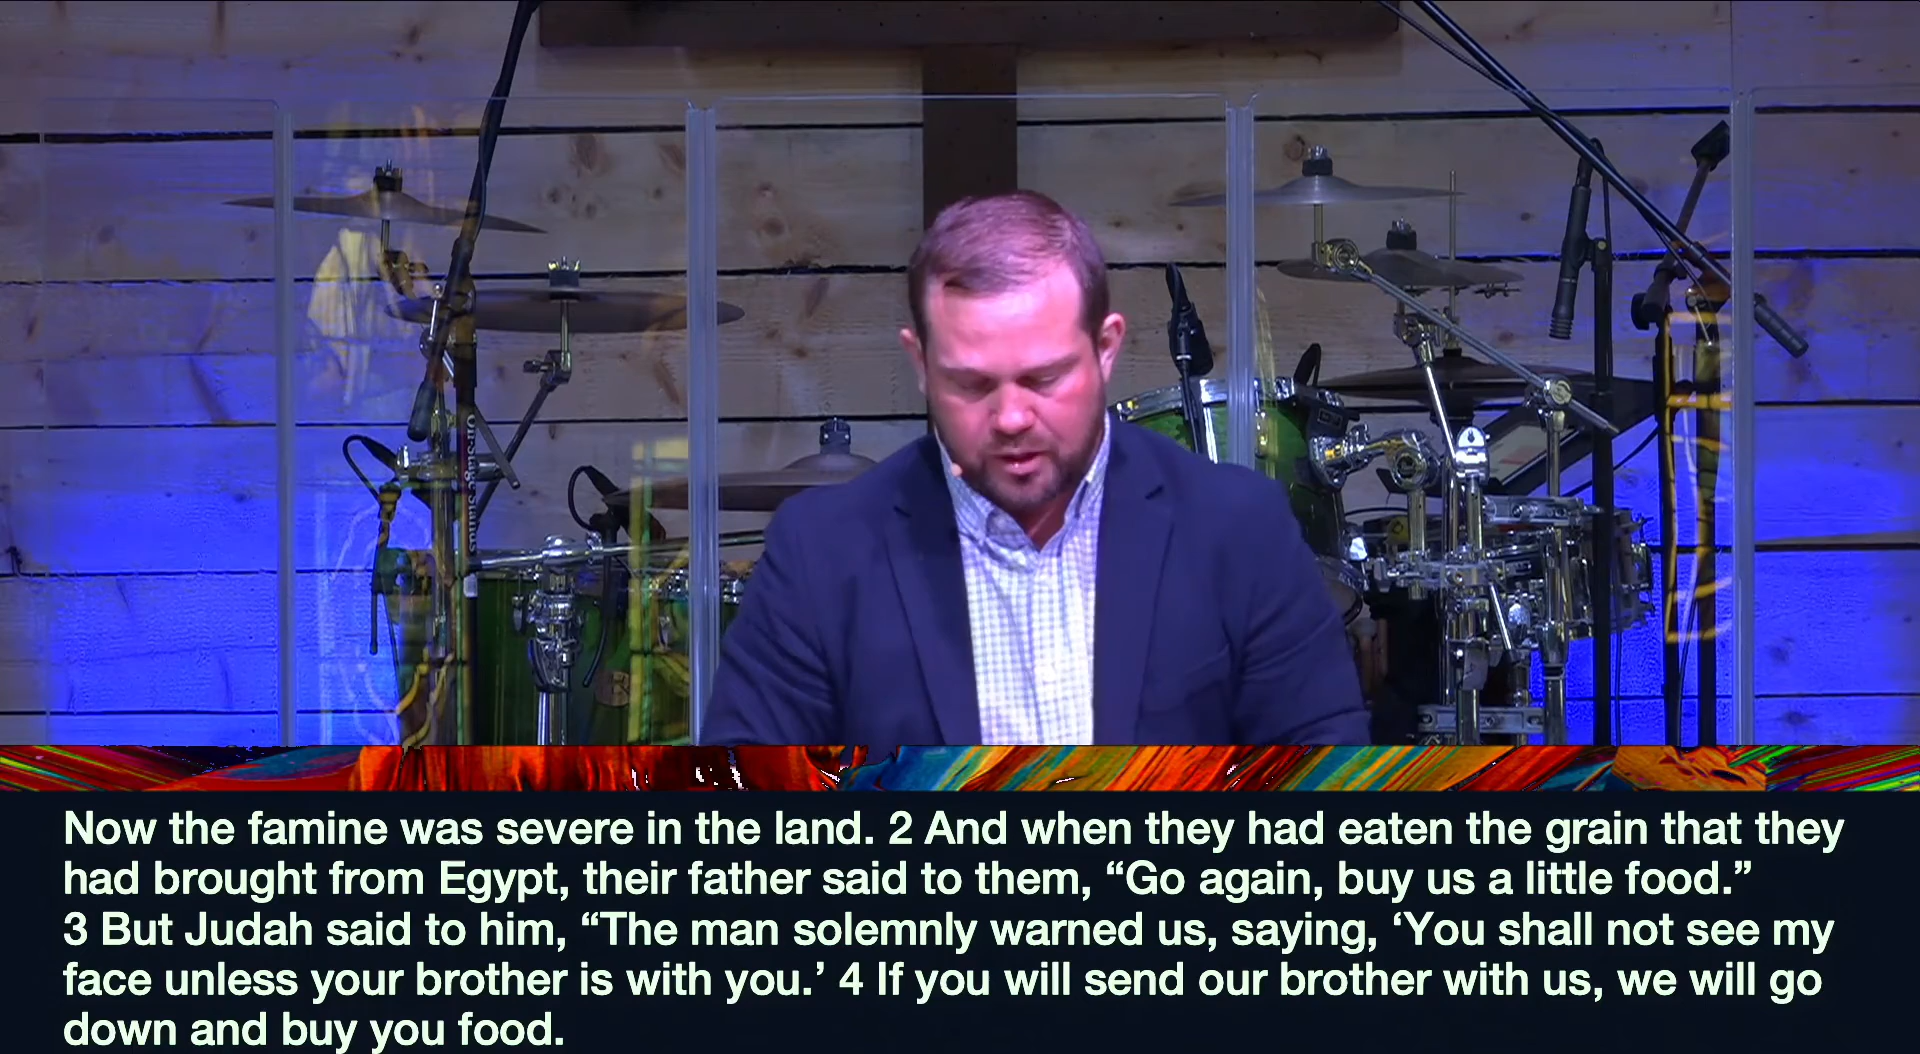 Now the famine was severe in the land. 2 And when they had eaten the grain that they
had brought from Egypt, their father said to them, “Go again, buy us a little food.”
3 But Judah said to him, “The man solemnly warned us, saying, ‘You shall not see my
face unless your brother is with you.’ 4 If you will send our brother with us, we will go
down and buy you food.